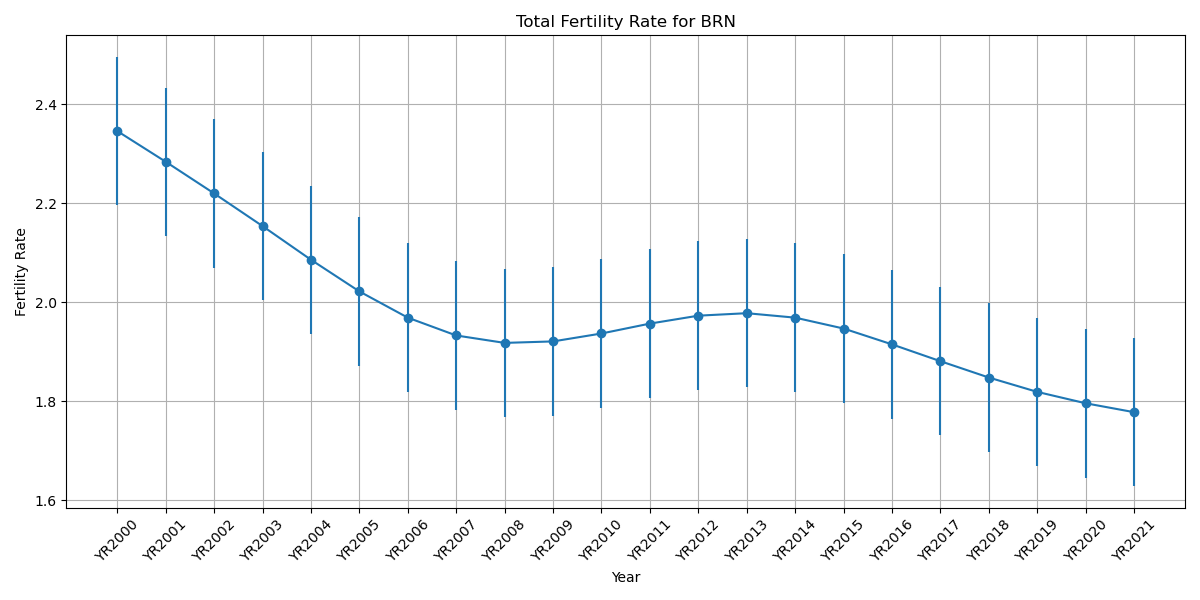 Total Fertility Rate for BRN
Fertility Rate
2.4
2.2
2.0
1.8
1.6
YR2000
YR2001
YR2002
YR2003
YR2004
YR2005
YR2006
YR2007
YR2008
YR2009
YR2010
YR2011
YR2012
YR2013
YR2014
YR2015
YR2016
YR2017
YR2018
YR2019
YR2020
YR2021
Year